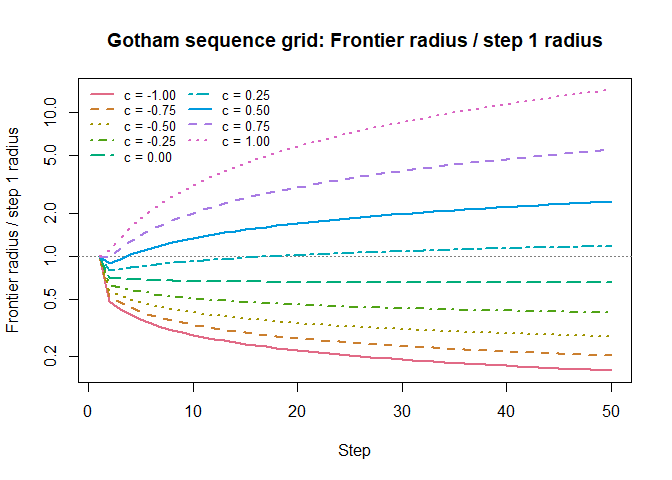 Gotham sequence grid: Frontier radius / step 1 radius
c = -1.00
c = -0.75
c = -0.50
c = -0.25
c = 0.00
c = 0.25
c = 0.50
c = 0.75
c = 1.00
Frontier radius / step 1 radius
10.0
5.0
2.0
1.0
0.5
0.2
0 10 20 30 40 50
Step